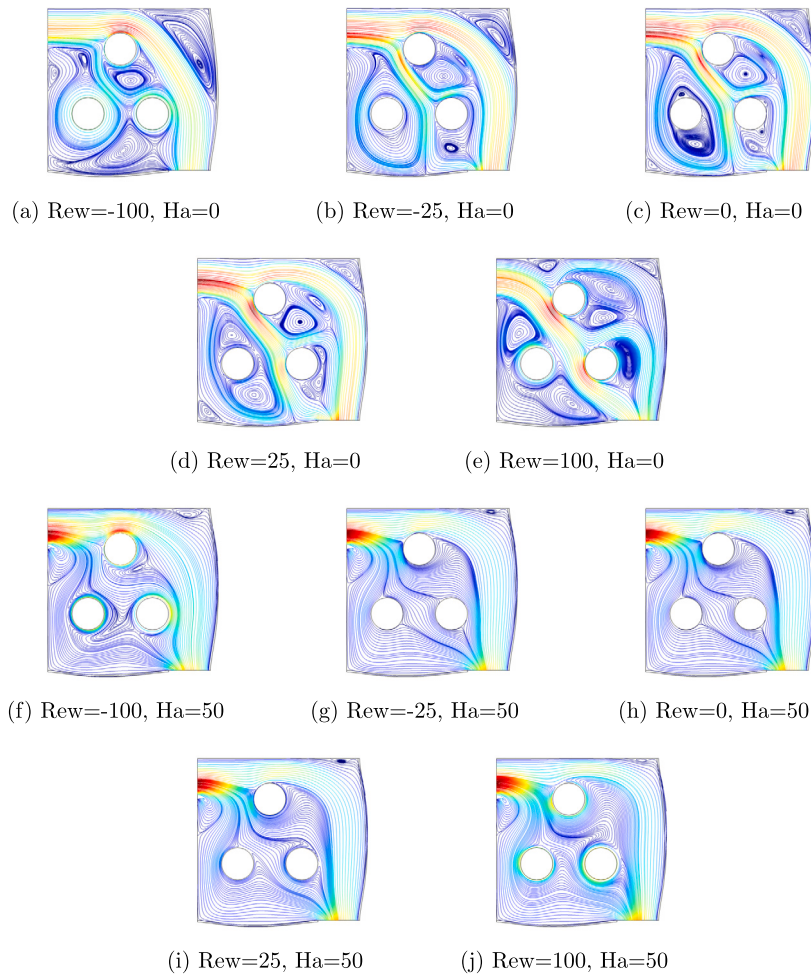 (a) Rew=-100, Ha=0
(b) Rew=-25, Ha=0
(c) Rew=0, Ha=0
(d) Rew=25, Ha=0
(e) Rew=100, Ha=0
(f) Rew=-100, Ha=50
(g) Rew=-25, Ha=50
(h) Rew=0, Ha=50
(i) Rew=25, Ha=50
(j) Rew=100, Ha=50